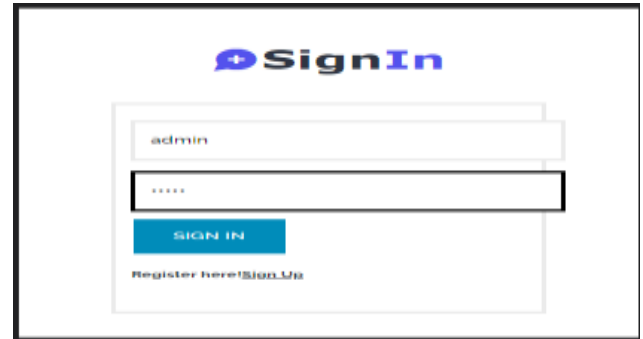 SignIn
admin
•••••
SIGN IN
Register here!Sign Up